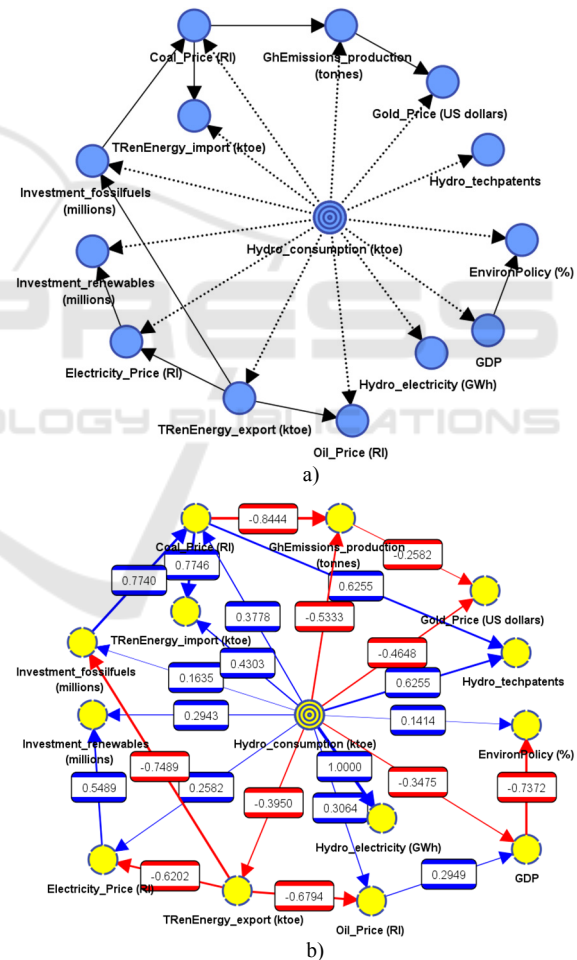 Coal_Price (RI)
GhEmissions_production
(tonnes)
Gold_Price (US dollars)
TRenEnergy_import (ktoe)
Hydro_techpatents
Investment_fossilfuels
(millions)
Hydro_consumption (ktoe)
EnvironPolicy (%)
Investment_renewables
(millions)
GDP
Electricity_Price (RI)
Hydro_electricity (GWh)
TRenEnergy_export (ktoe)
Oil_Price (RI)
OLOGY PUBLICATIONS
a)
-0.8444
Coal_Price (RI)
GhEmissions_production
(tonnes)
-0.2582
0.7740
0.7746
0.6255
Gold_Price (US dollars)
0.3778
-0.5333
TRenEnergy_import (ktoe)
0.4303
-0.4648
Investment_fossilfuels
(millions)
0.1635
0.6255
Hydro_techpatents
0.2943
0.1414
Investment_renewables
(millions)
Hydro_consumption (ktoe)
EnvironPolicy (%)
-0.7489
1.0000
0.5489
0.2582
-0.3950
0.3064
-0.3475
-0.7372
Hydro_electricity (GWh)
0.2949
GDP
Electricity_Price (RI)
-0.6202
-0.6794
TRenEnergy_export (ktoe)
Oil_Price (RI)
b)